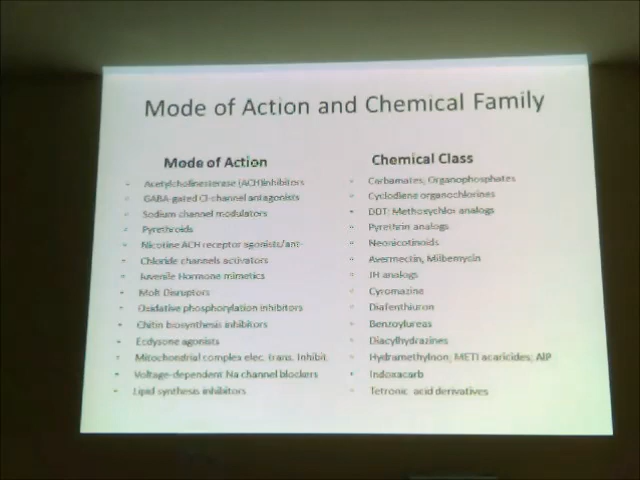 Mode of Action and Chemical Family
Mode of Action
Acetylcholinesterase (ACH)inhibitors
GABA-gated Cl-channel antagonists
Sodium channel modulators
Pyrethroids
Nicotine ACH receptor agonists/ant-
Chloride channels activators
Juvenile Hormone mimetics
Molt Disruptors
Oxidative phosphorylation inhibitors
Chitin biosynthesis inhibitors
Ecdysone agonists
Mitochondrial complex elec. trans. Inhibit.
Voltage-dependent Na channel blockers
Lipid synthesis inhibitors
Chemical Class
Carbamates, Organophosphates
Cyclodiene organochlorines
DDT: Methoxychlor analogs
Pyrethrin analogs
Neonicotinoids
Avermectin, Milbemycin
JH analogs
Cyromazine
Diafenthiuron
Benzoylureas
Diacylhydrazines
Hydramethylnon; METI acaricides; AlP
Indoxacarb
Tetronic acid derivatives